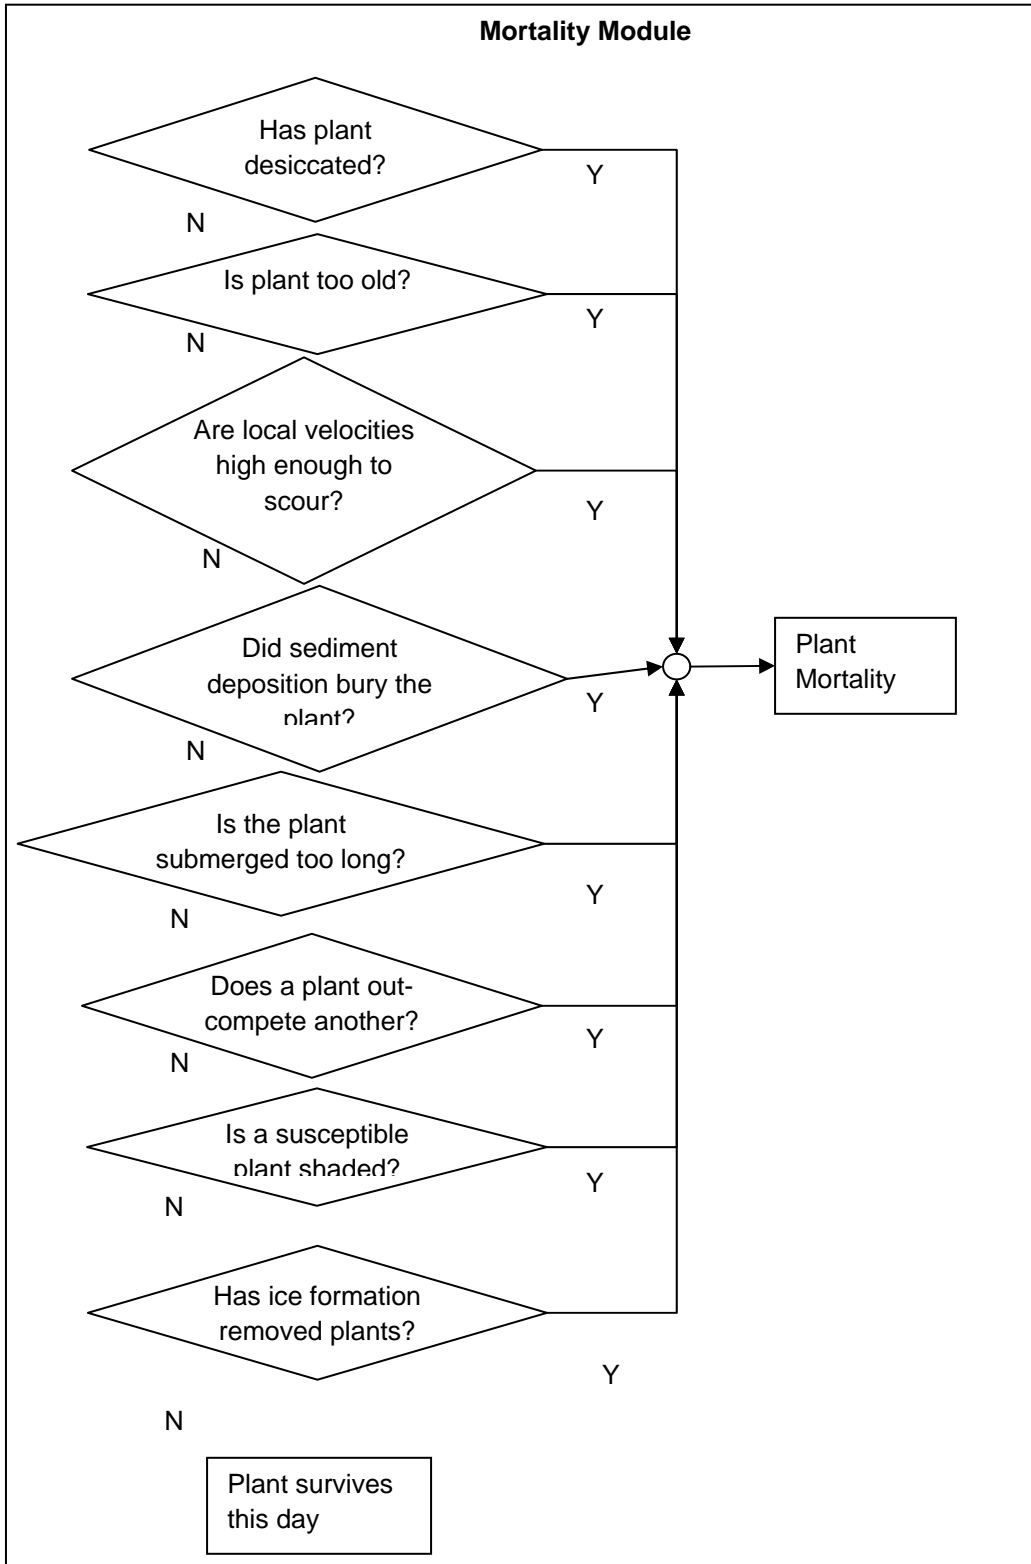 Mortality Module
Has plant
desiccated?
Y
N
Is plant too old?
Y
N
Are local velocities
high enough to
scour?
Y
N
Did sediment
deposition bury the
plant?
Y
N
Plant
Mortality
Is the plant
submerged too long?
Y
N
Does a plant out-
compete another?
Y
N
Is a susceptible
plant shaded?
Y
N
Has ice formation
removed plants?
Y
N
Plant survives
this day